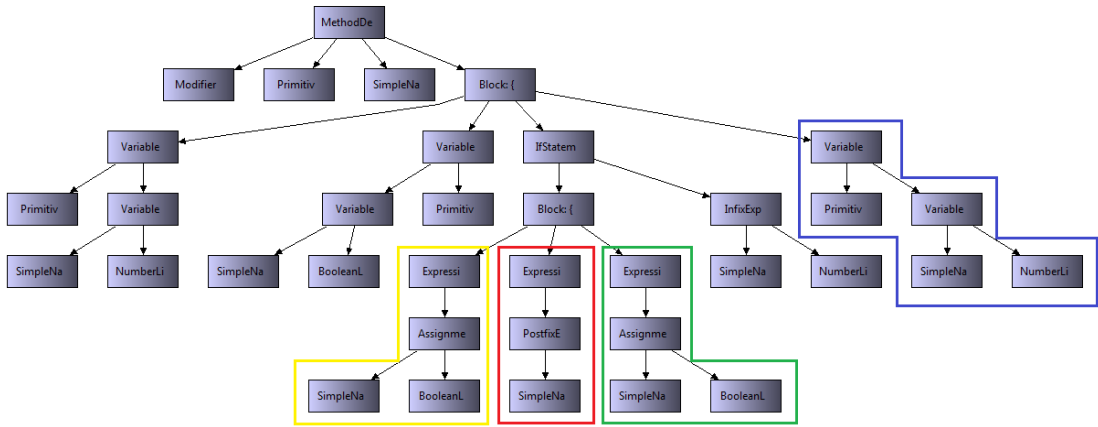 MethodDe
Modifier Primitiv SimpleNa Block: {
Variable Variable IfStatem Variable
Primitiv Variable Variable Primitiv Block: { InfixExp Primitiv Variable
SimpleNa NumberLi SimpleNa BooleanL Expressi Expressi Expressi SimpleNa NumberLi SimpleNa NumberLi
Assignme PostfixE Assignme
SimpleNa BooleanL SimpleNa SimpleNa BooleanL